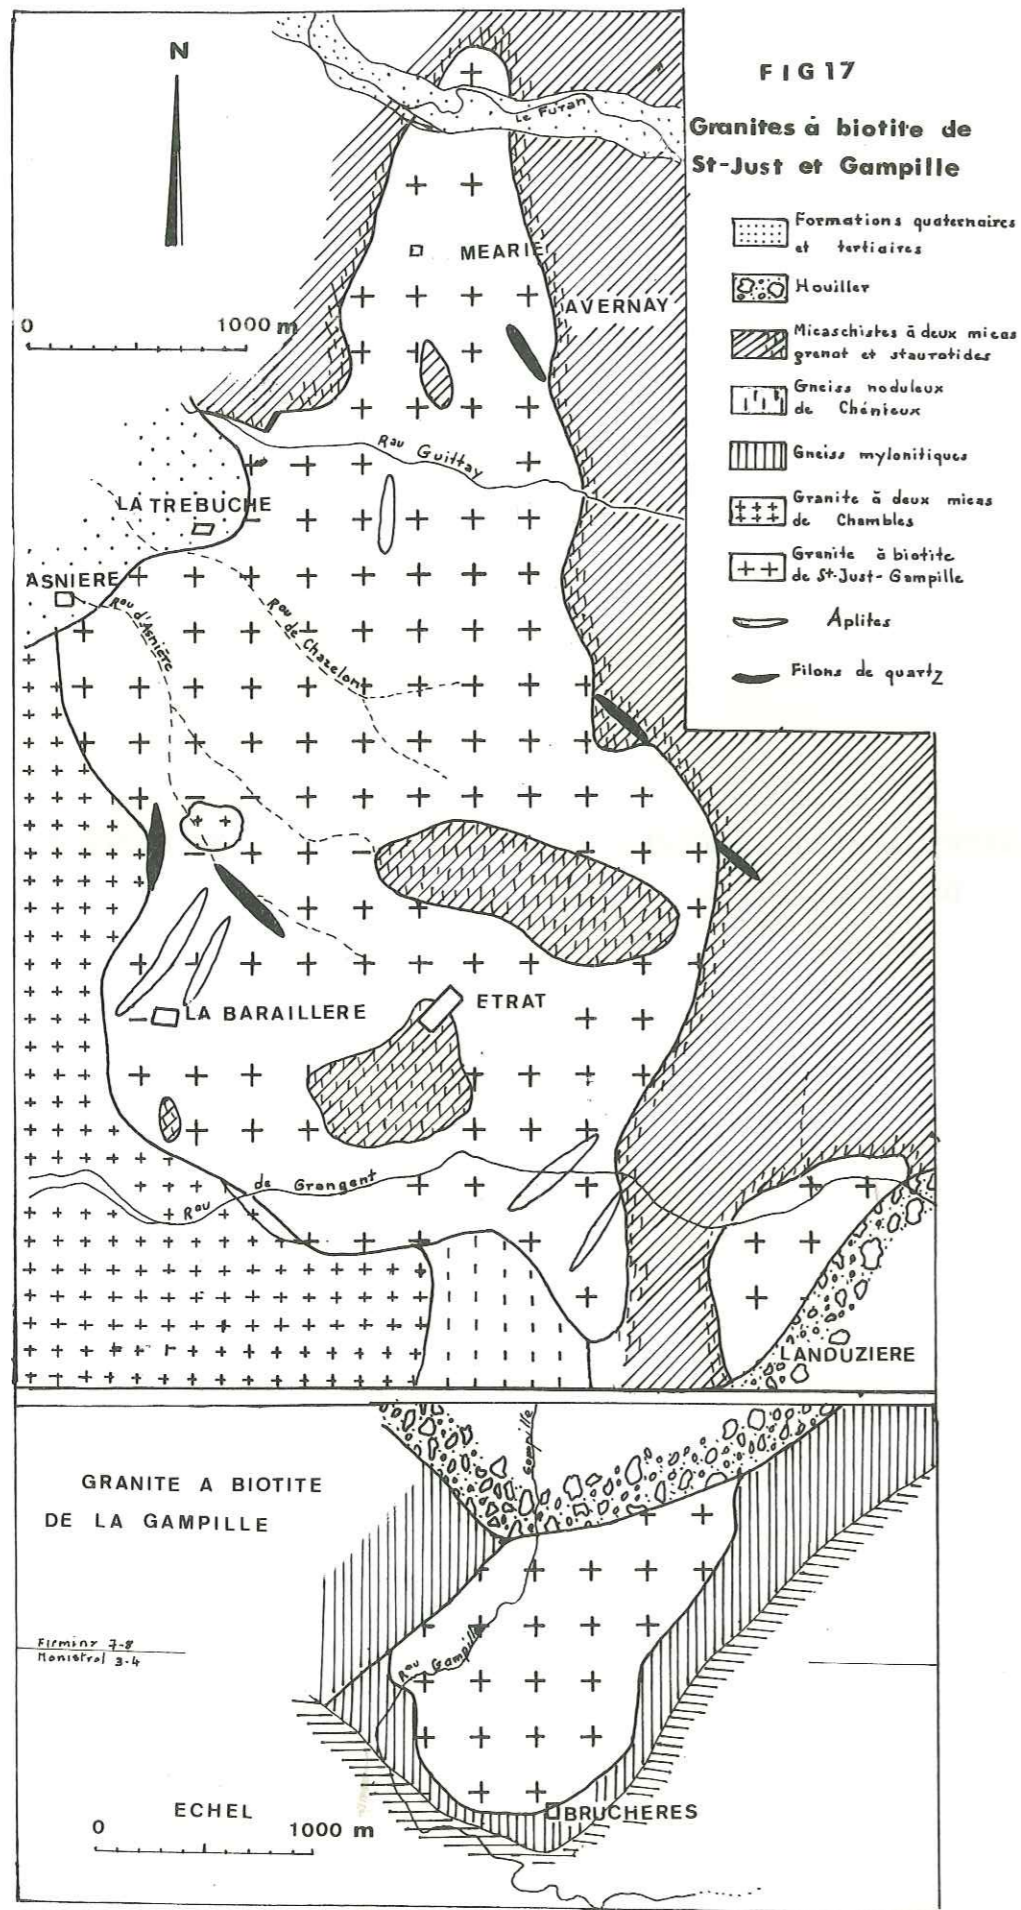 N
FIG 17
Granites à biotite de
St-Just et Gampille
Formations quaternaires
et tertiaires
Houiller
Micaschistes à deux micas
grenat et staurotides
Gneiss noduleux
de Chénieux
Gneiss mylonitiques
Granite à deux micas
de Chambles
Granite à biotite
de St-Just-Gampille
Aplites
Filons de quartz
Le Furan
MEARIE
AVERNAY
0 1000 m
Rau Guittay
LA TREBUCHE
ASNIERE
Rau d'Asnière
Rau de Chazelon
ETRAT
LA BARAILLERE
Rau de Grangent
LANDUZIERE
GRANITE A BIOTITE
DE LA GAMPILLE
Gampille
Firminy 7-8
Monistrol 3-4
Rau Gampille
ECHEL
0 1000 m
BRUCHERES